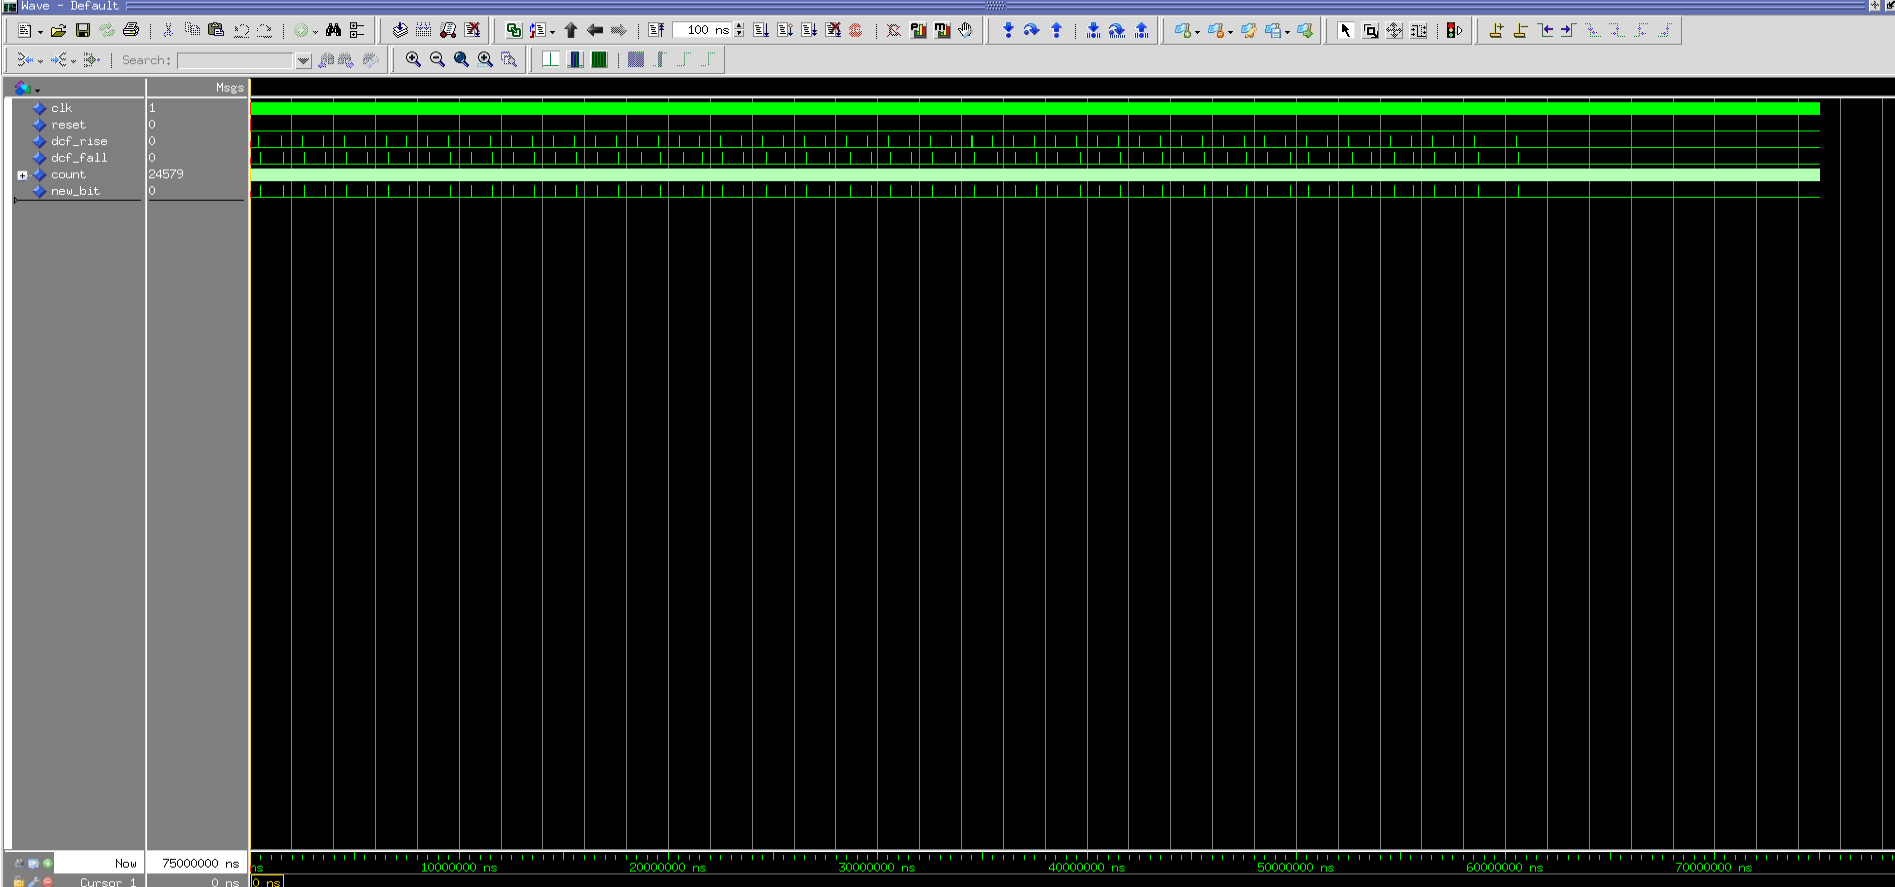 Wave - Default
100 ns
Search:
Msgs
clk 1
reset 0
dcf_rise 0
dcf_fall 0
count 24579
new_bit 0
Now 75000000 ns
ns 10000000 ns 20000000 ns 30000000 ns 40000000 ns 50000000 ns 60000000 ns 70000000 ns
Cursor 1 0 ns 0 ns